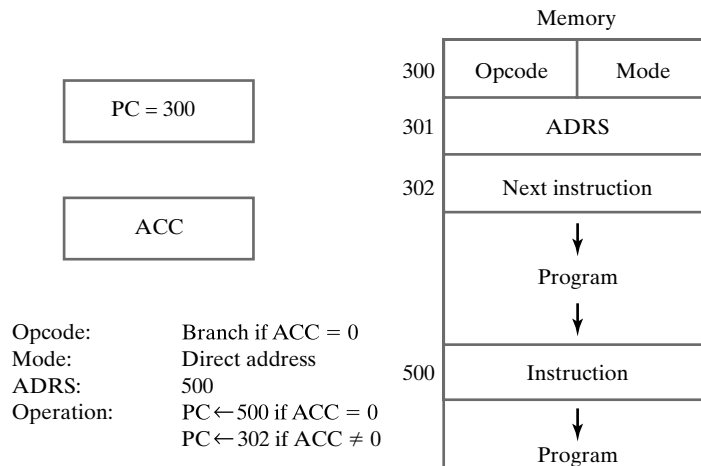 Memory
300 Opcode Mode
PC = 300
301 ADRS
302 Next instruction
ACC
Program
Opcode: Branch if ACC = 0
Mode: Direct address
ADRS: 500
Operation: PC ← 500 if ACC = 0
PC ← 302 if ACC ≠ 0
500 Instruction
Program